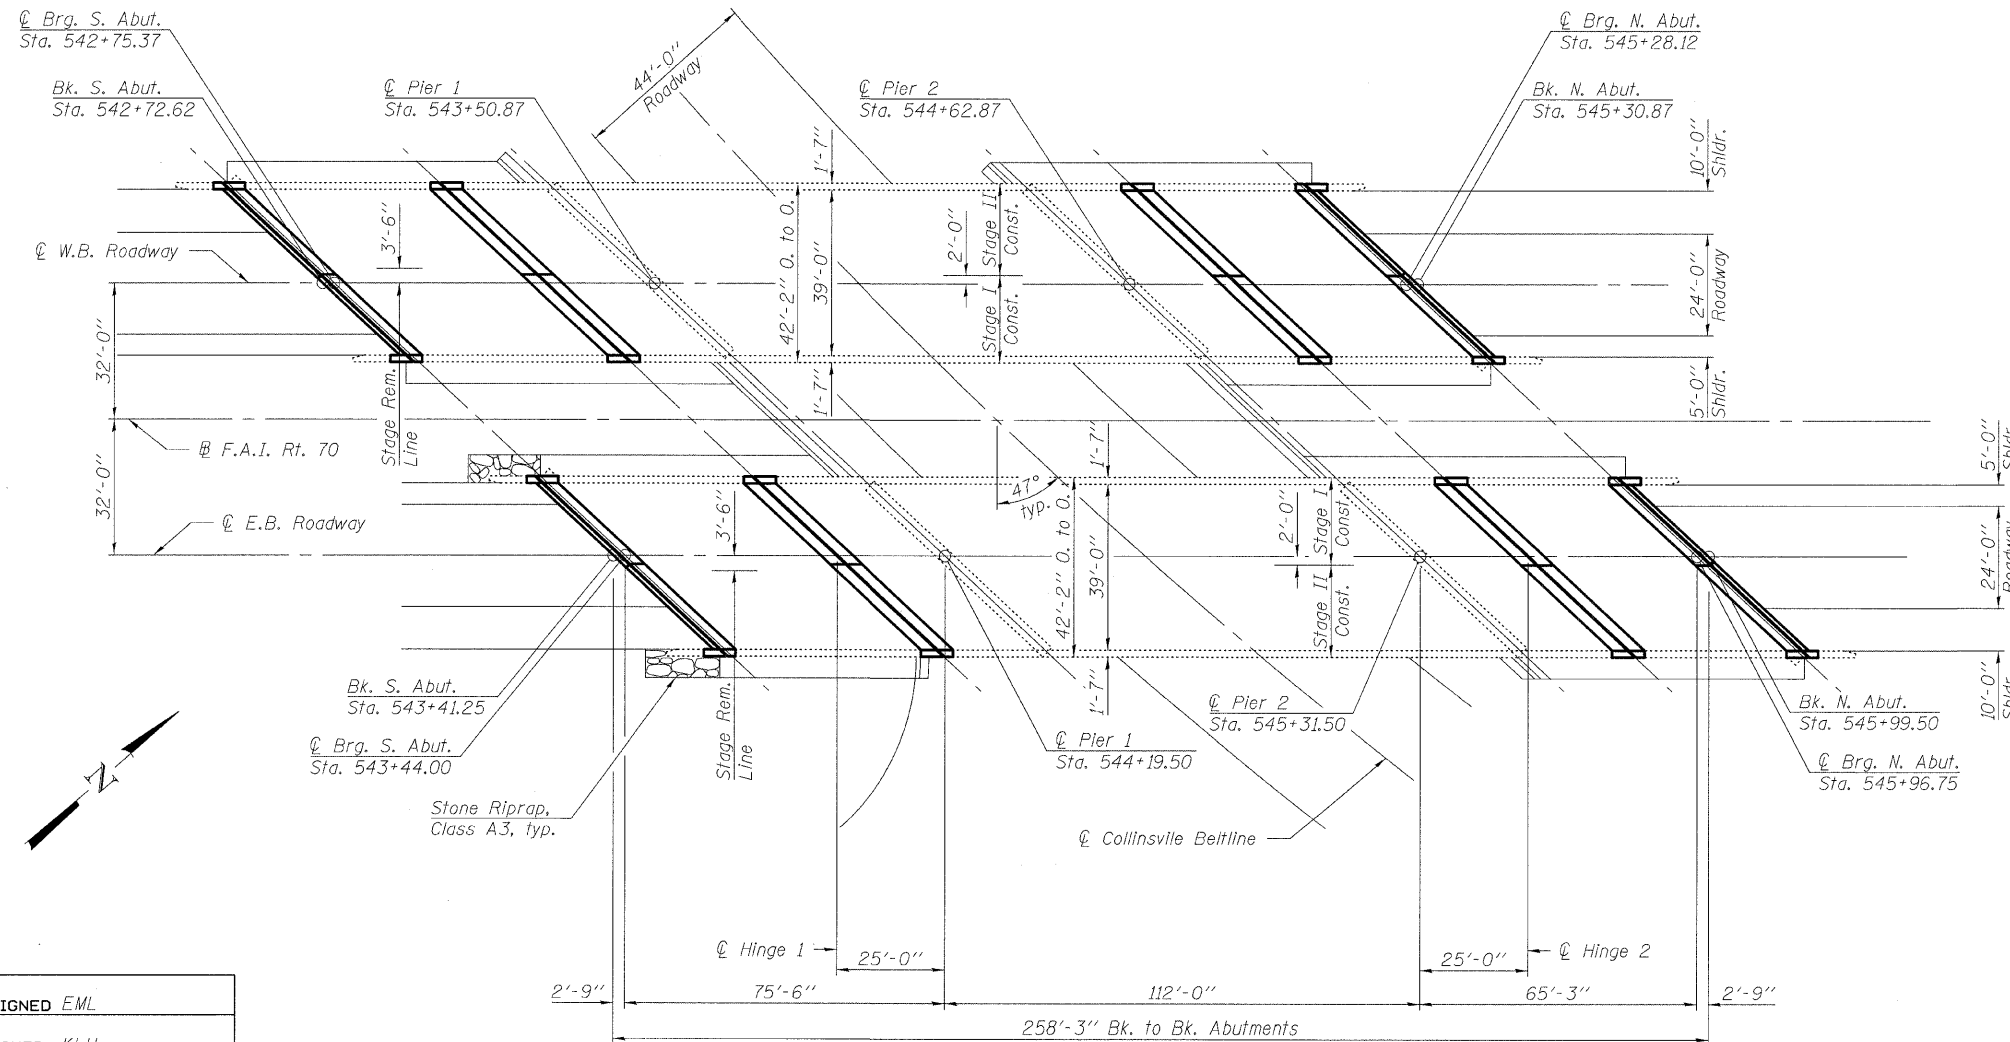 ℄ Brg. S. Abut.
Sta. 542+75.37
Bk. S. Abut.
Sta. 542+72.62
℄ Pier 1
Sta. 543+50.87
44'-0"
Roadway
℄ Pier 2
Sta. 544+62.87
℄ Brg. N. Abut.
Sta. 545+28.12
Bk. N. Abut.
Sta. 545+30.87
10'-0"
Shldr.
24'-0"
Roadway
5'-0"
Shldr.
℄ W.B. Roadway
3'-6"
1'-7"
42'-2" O. to O.
39'-0"
1'-7"
2'-0"
Stage II
Const.
Stage I
Const.
32'-0"
32'-0"
Stage Rem.
Line
℔ F.A.I. Rt. 70
℄ E.B. Roadway
3'-6"
47°
typ.
1'-7"
42'-2" O. to O.
39'-0"
1'-7"
2'-0"
Stage I
Const.
Stage II
Const.
5'-0"
Shldr.
24'-0"
Roadway
10'-0"
Shldr.
Bk. S. Abut.
Sta. 543+41.25
℄ Brg. S. Abut.
Sta. 543+44.00
Stage Rem.
Line
℄ Pier 1
Sta. 544+19.50
℄ Pier 2
Sta. 545+31.50
Bk. N. Abut.
Sta. 545+99.50
℄ Brg. N. Abut.
Sta. 545+96.75
N
Stone Riprap,
Class A3, typ.
℄ Collinsvile Beltline
℄ Hinge 1
25'-0"
25'-0"
℄ Hinge 2
2'-9"
75'-6"
112'-0"
65'-3"
2'-9"
258'-3" Bk. to Bk. Abutments
IGNED EML